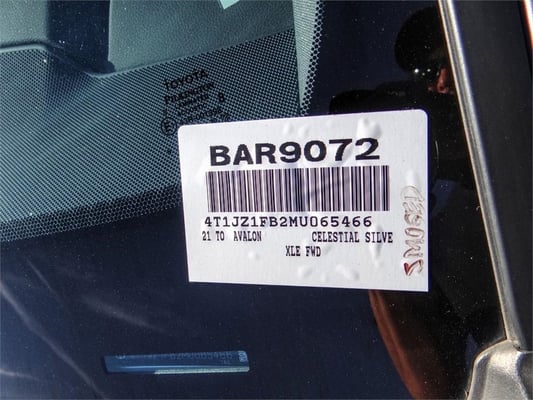 TOYOTA
BAR9072
4T1JZ1FB2MU065466
21 TO AVALON CELESTIAL SILVE
XLE FWD